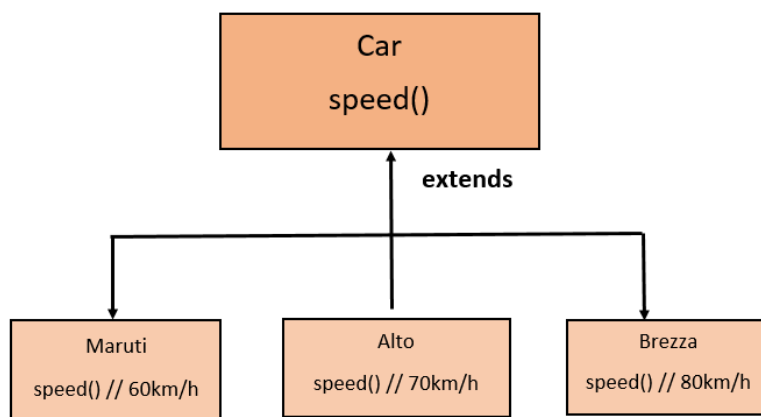 Car
speed()
extends
Maruti
speed() // 60km/h
Alto
speed() // 70km/h
Brezza
speed() // 80km/h